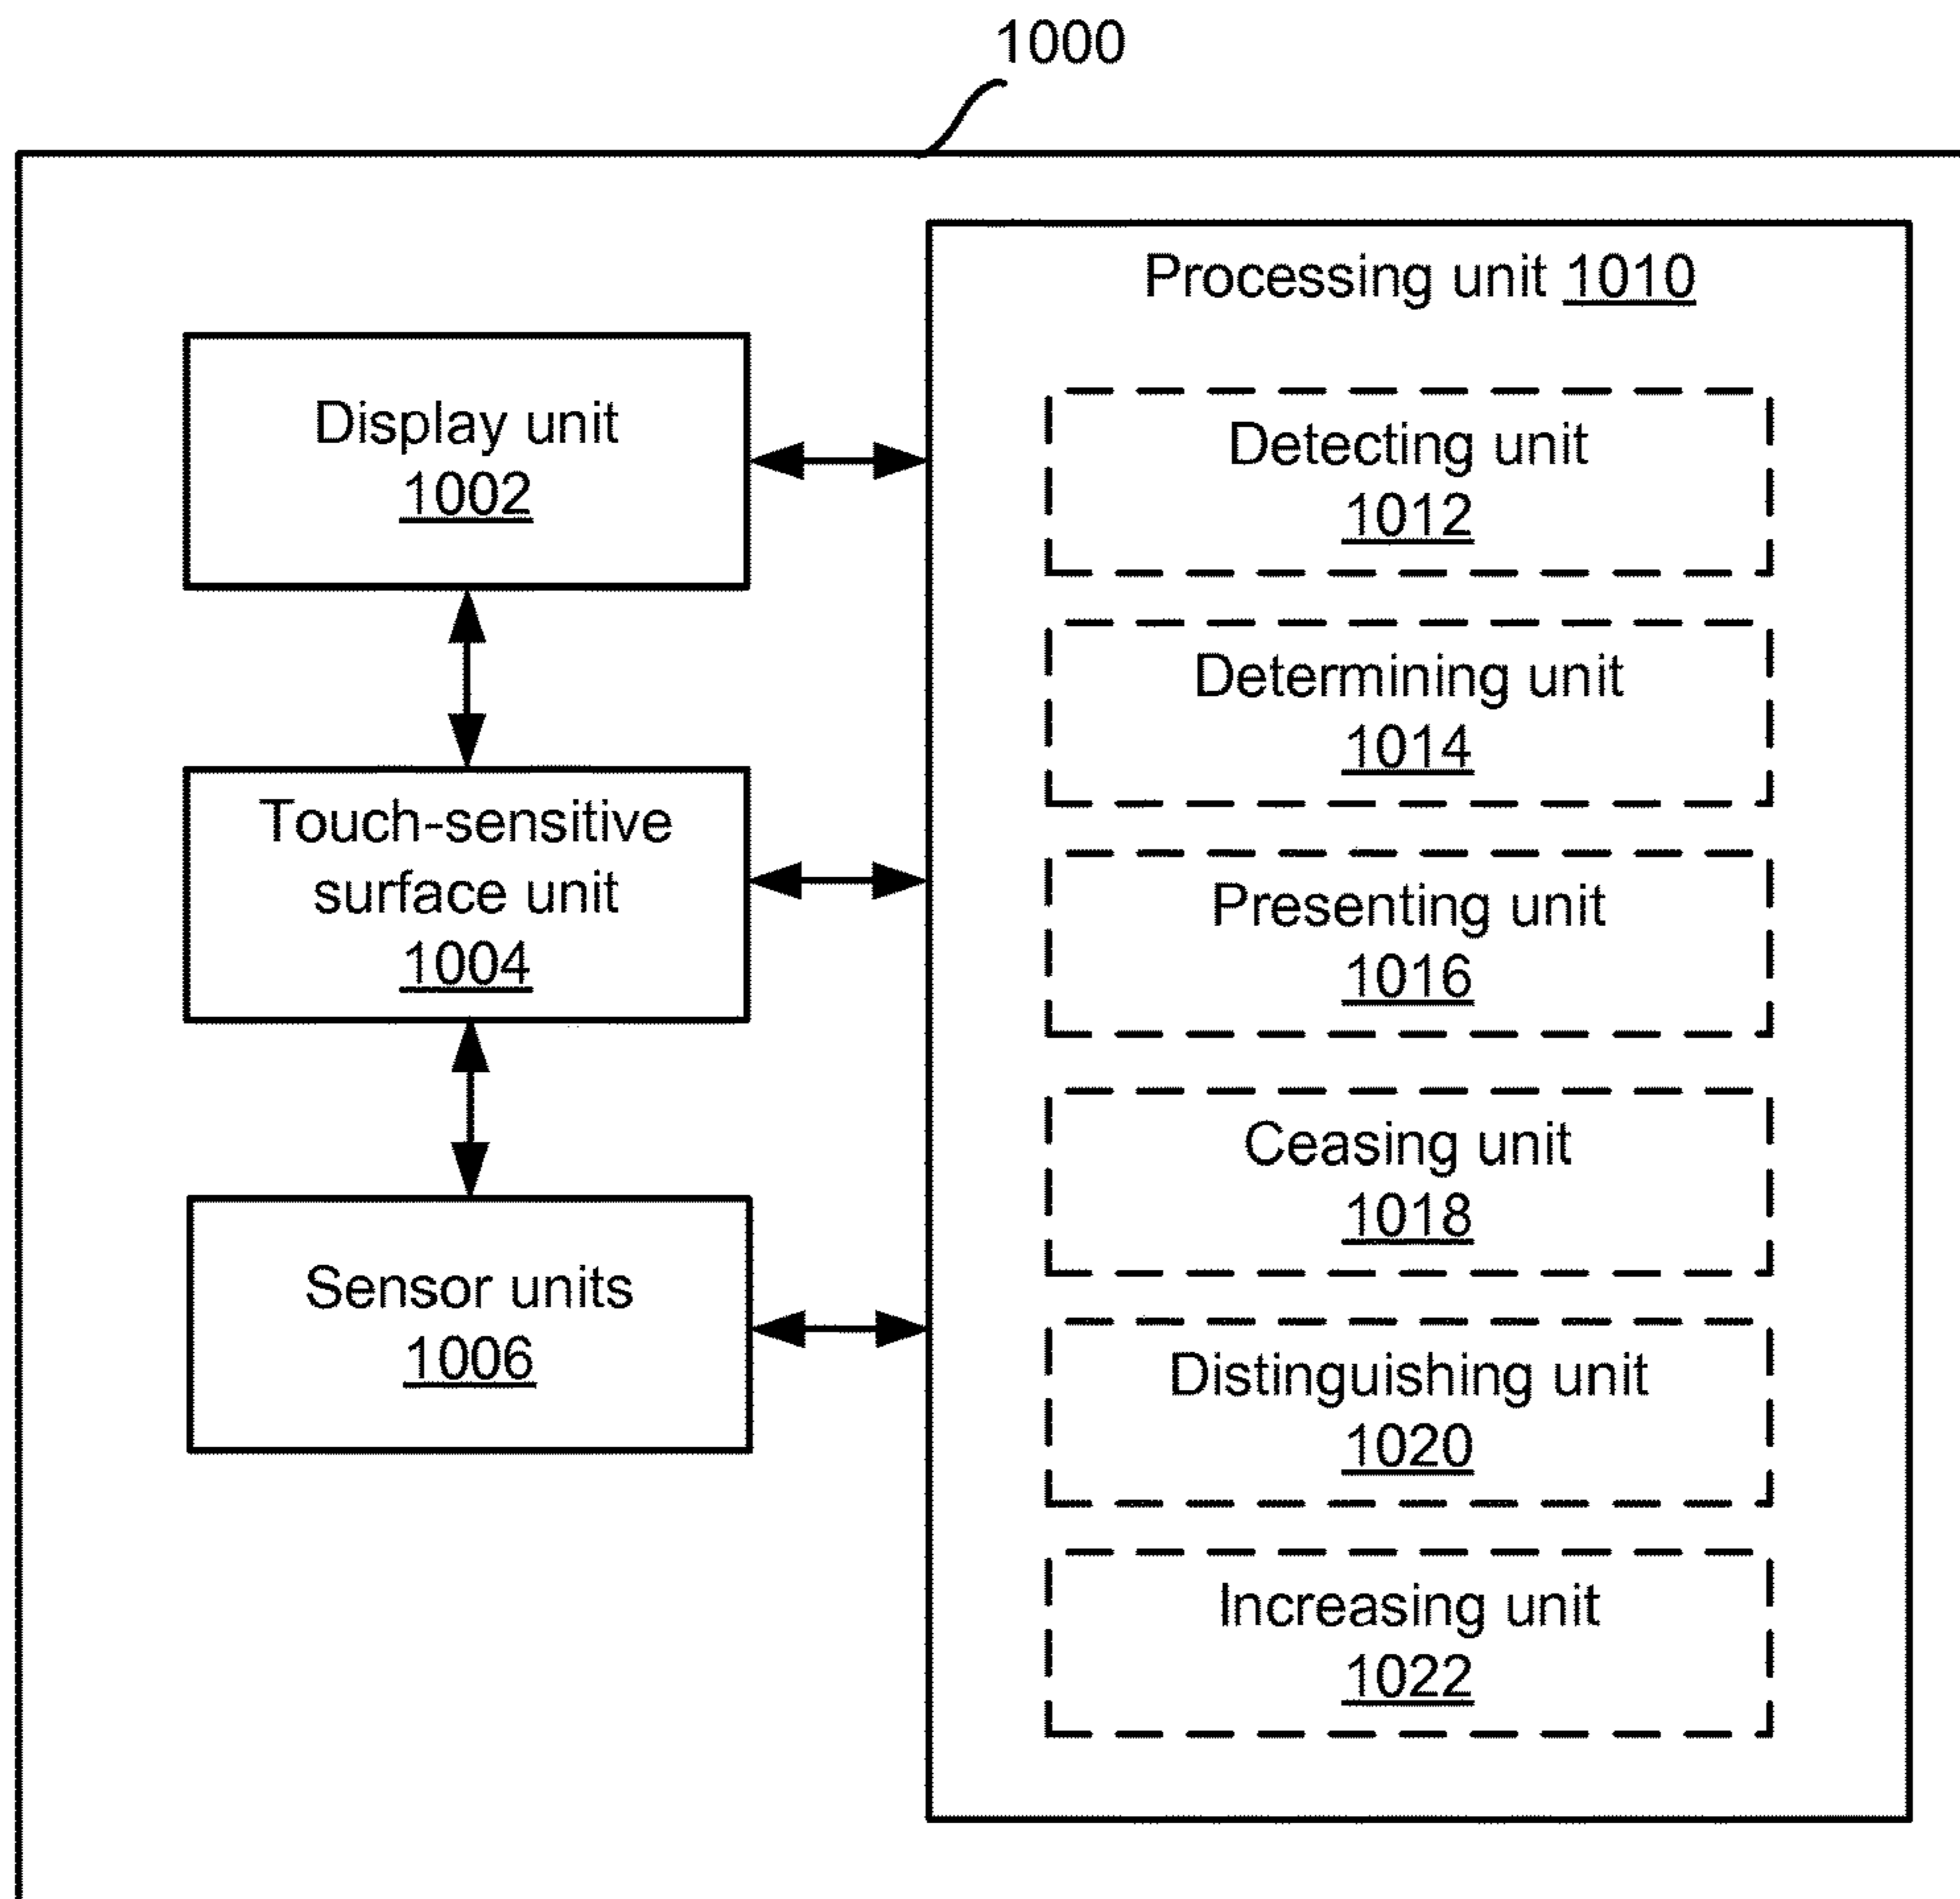 1000
Processing unit 1010
Display unit
1002
Touch-sensitive
surface unit
1004
Sensor units
1006
Detecting unit
1012
Determining unit
1014
Presenting unit
1016
Ceasing unit
1018
Distinguishing unit
1020
Increasing unit
1022